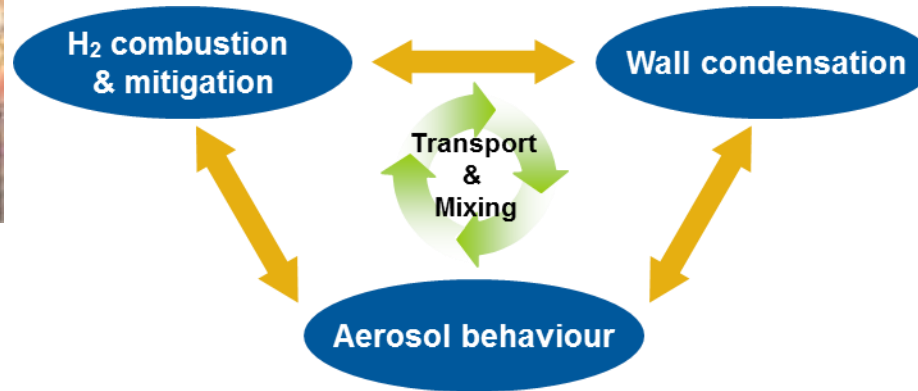 H₂ combustion
& mitigation
Wall condensation
Transport
&
Mixing
Aerosol behaviour